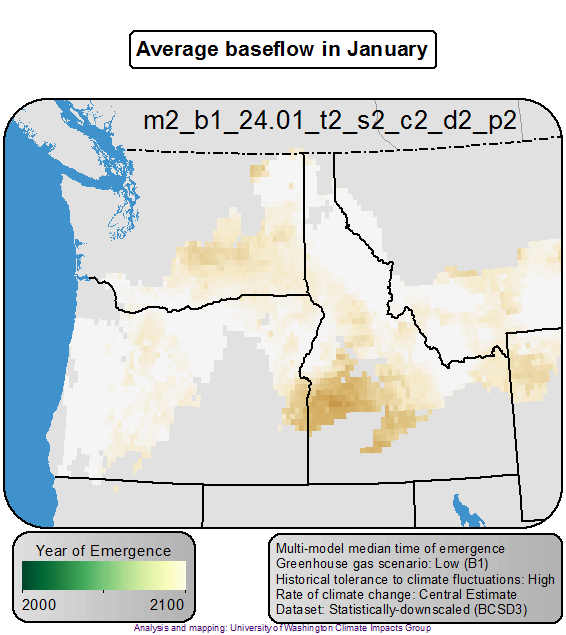 Average baseflow in January
m2_b1_24.01_t2_s2_c2_d2_p2
Year of Emergence
2000 2100
Multi-model median time of emergence
Greenhouse gas scenario: Low (B1)
Historical tolerance to climate fluctuations: High
Rate of climate change: Central Estimate
Dataset: Statistically-downscaled (BCSD3)
Analysis and mapping: University of Washington Climate Impacts Group